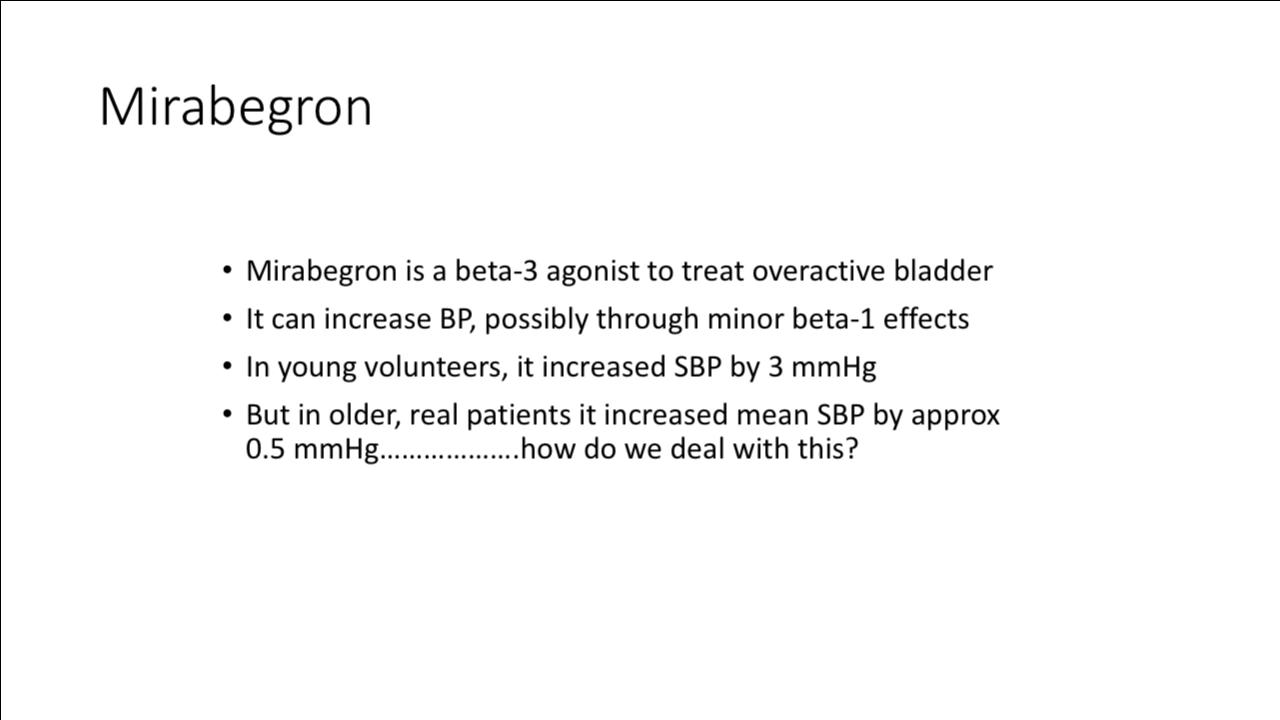 Mirabegron
• Mirabegron is a beta-3 agonist to treat overactive bladder
• It can increase BP, possibly through minor beta-1 effects
• In young volunteers, it increased SBP by 3 mmHg
• But in older, real patients it increased mean SBP by approx
0.5 mmHg………………..how do we deal with this?